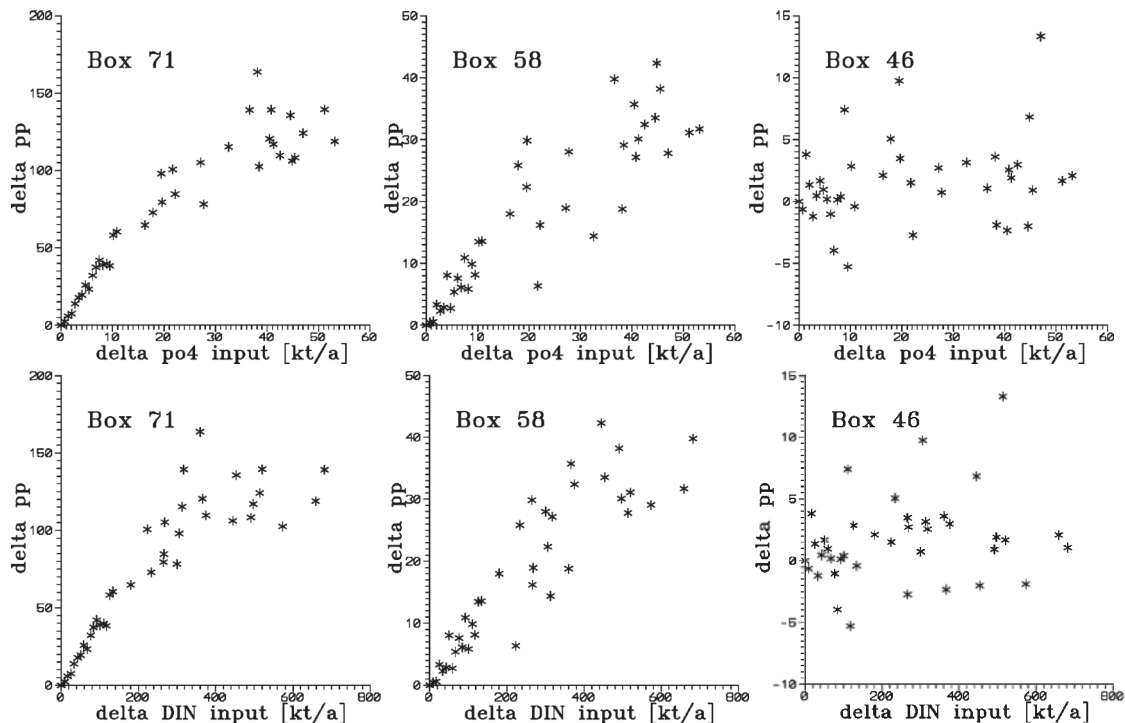 200
150
100
50
0
delta pp
Box 71
0 10 20 30 40 50 60
delta po4 input [kt/a]
50
40
30
20
10
0
delta pp
Box 58
0 10 20 30 40 50 60
delta po4 input [kt/a]
15
10
5
0
-5
-10
delta pp
Box 46
0 10 20 30 40 50 60
delta po4 input [kt/a]
200
150
100
50
0
delta pp
Box 71
0 200 400 600 800
delta DIN input [kt/a]
50
40
30
20
10
0
delta pp
Box 58
0 200 400 600 800
delta DIN input [kt/a]
15
10
5
0
-5
-10
delta pp
Box 46
0 200 400 600 800
delta DIN input [kt/a]